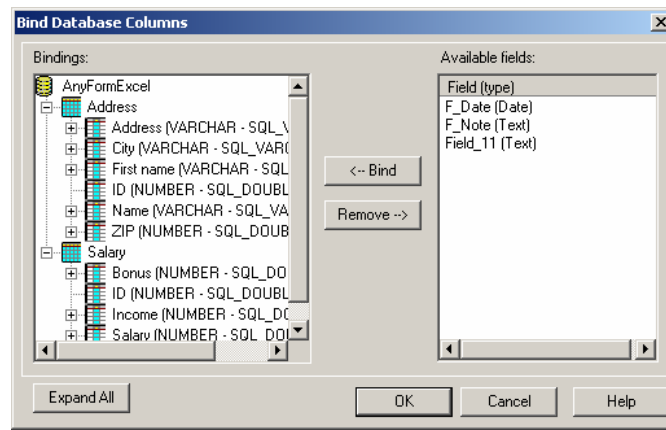 Bind Database Columns
Bindings:
AnyFormExcel
Address
Address (VARCHAR - SQL_V
City (VARCHAR - SQL_VAR(
First name (VARCHAR - SQL
ID (NUMBER - SQL_DOUBL
Name (VARCHAR - SQL_VA
ZIP (NUMBER - SQL_DOUB
Salary
Bonus (NUMBER - SQL_DO
ID (NUMBER - SQL_DOUBL
Income (NUMBER - SQL_DO
Salary (NUMBER - SQL_DOU
<-- Bind
Remove -->
Available fields:
Field (type)
F_Date (Date)
F_Note (Text)
Field_11 (Text)
Expand All
OK
Cancel
Help